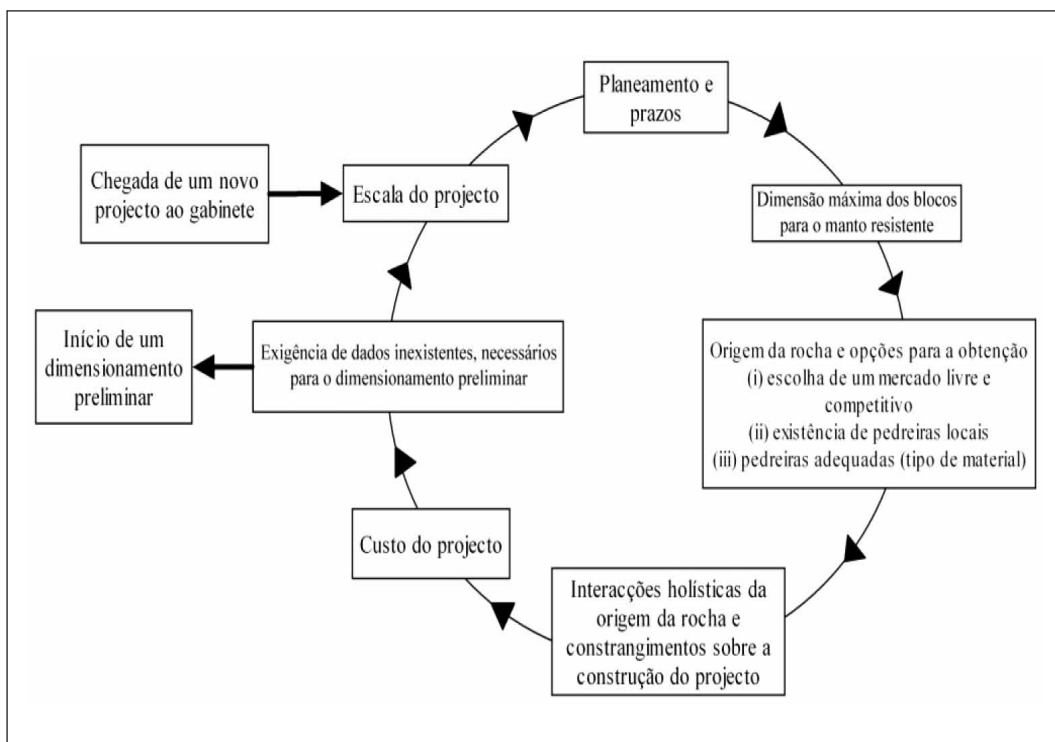 Planeamento e
prazos
Chegada de um novo
projecto ao gabinete
Escala do projecto
Dimensão máxima dos blocos
para o manto resistente
Início de um
dimensionamento
preliminar
Exigência de dados inexistentes, necessários
para o dimensionamento preliminar
Origem da rocha e opções para a obtenção
(i) escolha de um mercado livre e
competitivo
(ii) existência de pedreiras locais
(iii) pedreiras adequadas (tipo de material)
Custo do projecto
Interacções holísticas da
origem da rocha e
constrangimentos sobre a
construção do projecto